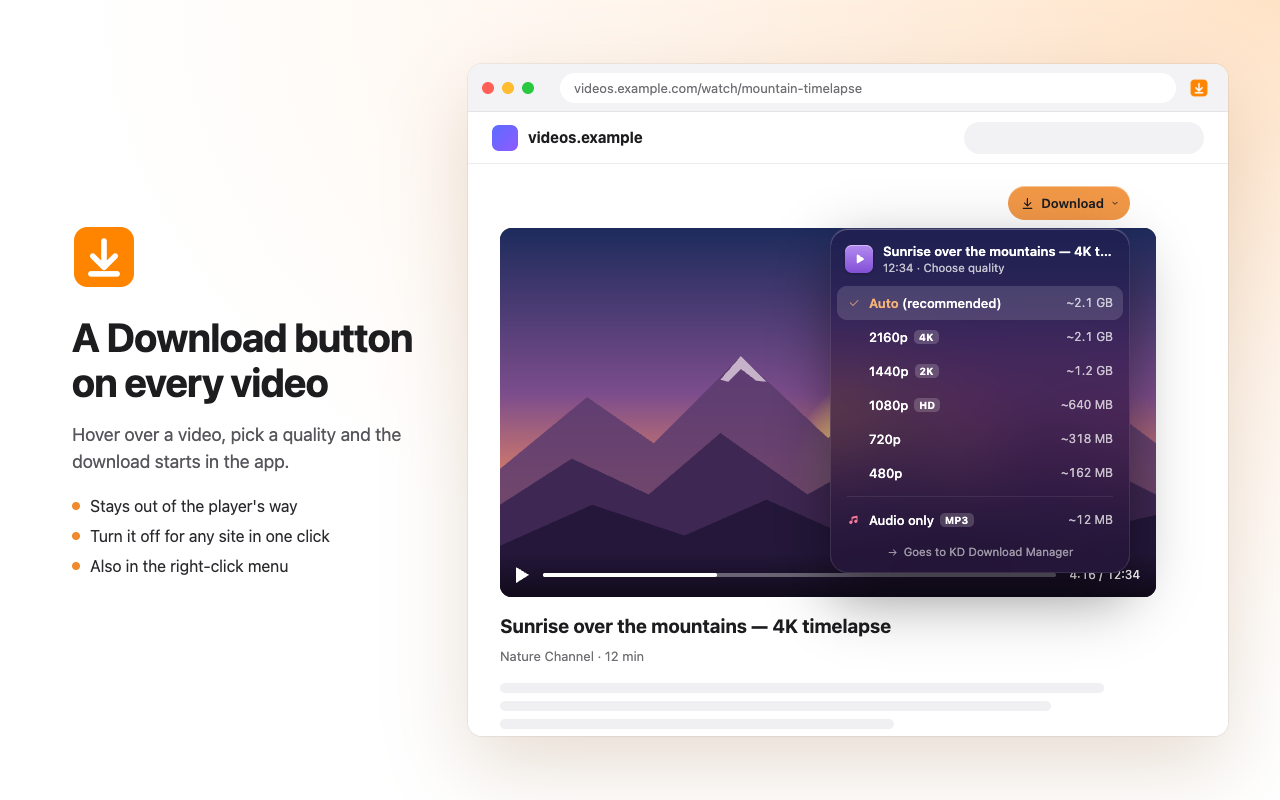 A Download button
on every video
Hover over a video, pick a quality and the
download starts in the app.
Stays out of the player's way
Turn it off for any site in one click
Also in the right-click menu
videos.example.com/watch/mountain-timelapse
videos.example
Download
Sunrise over the mountains — 4K t...
12:34 · Choose quality
Auto (recommended) ~2.1 GB
2160p 4K ~2.1 GB
1440p 2K ~1.2 GB
1080p HD ~640 MB
720p ~318 MB
480p ~162 MB
Audio only MP3 ~12 MB
→ Goes to KD Download Manager
4:16 / 12:34
Sunrise over the mountains — 4K timelapse
Nature Channel · 12 min